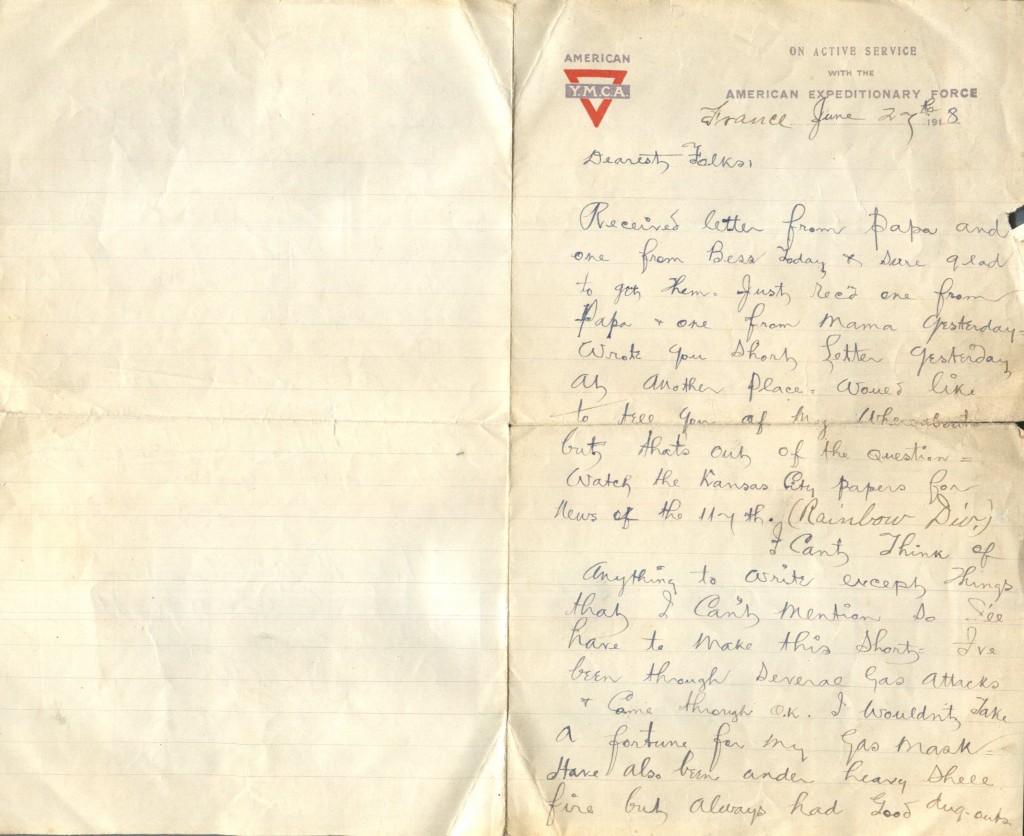 AMERICAN
Y.M.C.A.
ON ACTIVE SERVICE
WITH THE
AMERICAN EXPEDITIONARY FORCE
France June 27th 1918.
Dearest Folks,
Received letter from Papa and
one from Bess Today & sure glad
to get them. Just rec'd one from
Papa & one from Mama yesterday-
Wrote you short letter yesterday
at another place. Would like
to tell you of my whereabouts
but thats out of the question =
Watch the Kansas City papers for
News of the 117th. (Rainbow Div.)
I Can't Think of
Anything to write except things
that I Can't mention so I'll
have to make this short- I've
been through several Gas Attacks
& Came through O.K. I wouldn't take
A fortune for my Gas mask-
Have also been under heavy shell
fire but always had Good dug-outs.